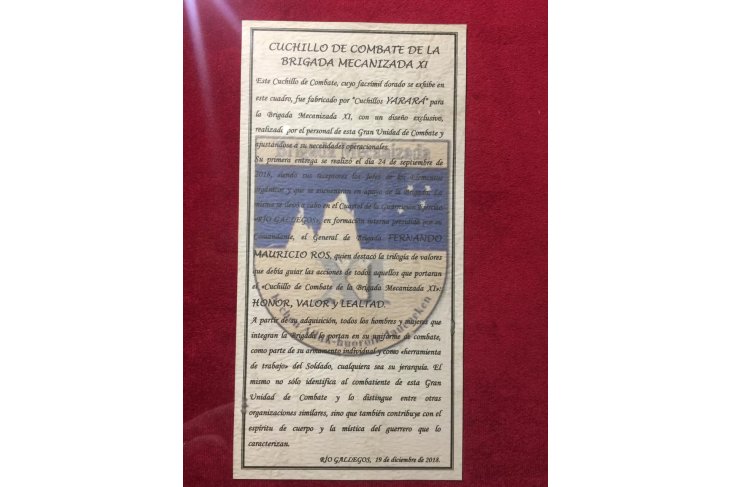 CUCHILLO DE COMBATE DE LA
BRIGADA MECANIZADA XI
Este Cuchillo de Combate, cuyo facsímil dorado se exhibe en
este cuadro, fue fabricado por "Cuchillos YARARÁ" para
la Brigada Mecanizada XI, con un diseño exclusivo,
realizado por el personal de esta Gran Unidad de Combate y
ajustándose a su necesidades operacionales.
Su primera entrega se realizó el día 24 de septiembre de
2018, siendo sus receptores los Jefes de los Elementos
orgánicos y que se encuentran en apoyo de la Brigada. La
misma se llevó a cabo en el Cuartel de la Guarnición Ejército
«RÍO GALLEGOS», en formación interna presidida por su
Comandante, el General de Brigada FERNANDO
MAURICIO ROS, quien destacó la trilogía de valores
que debía guiar las acciones de todos aquellos que portaran
el «Cuchillo de Combate de la Brigada Mecanizada XI»:
HONOR, VALOR y LEALTAD.
A partir de su adquisición, todos los hombres y mujeres que
integran la Brigada lo portan en su uniforme de combate,
como parte de su armamento individual y como «herramienta
de trabajo» del Soldado, cualquiera sea su jerarquía. El
mismo no sólo identifica al combatiente de esta Gran
Unidad de Combate y lo distingue entre otras
organizaciones similares, sino que también contribuye con el
espíritu de cuerpo y la mística del guerrero que lo
caracterizan.
RÍO GALLEGOS, 19 de diciembre de 2018.